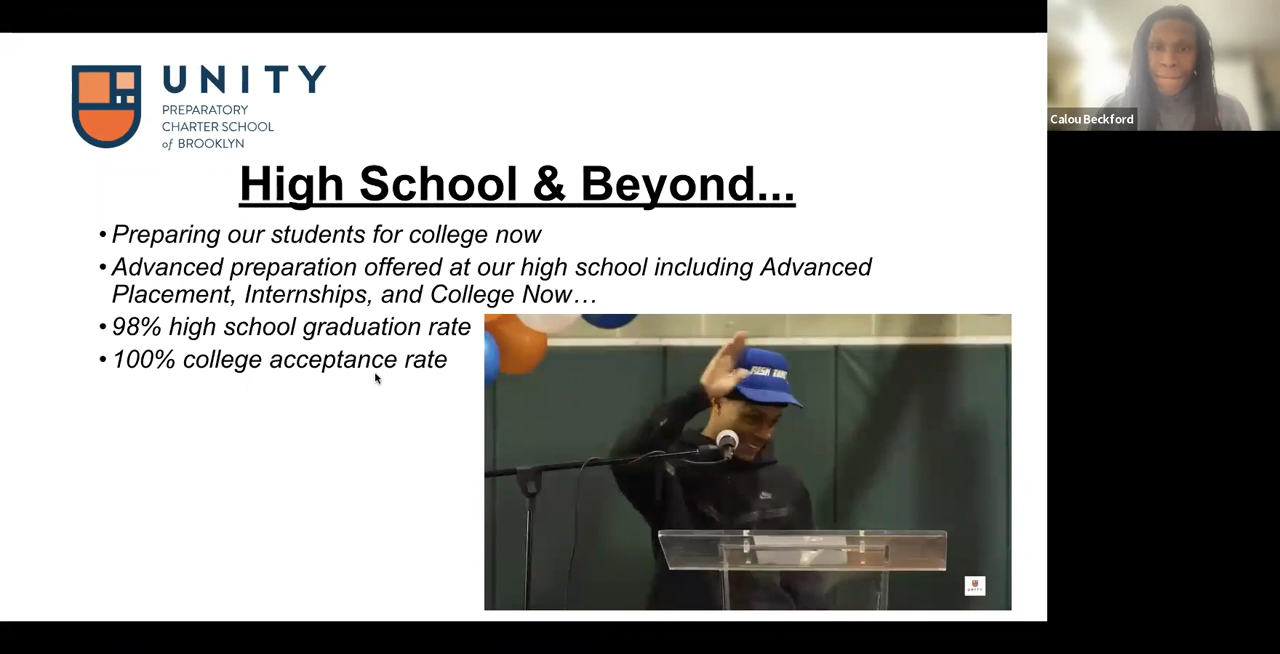 UNITY
PREPARATORY
CHARTER SCHOOL
of BROOKLYN
High School & Beyond...
• Preparing our students for college now
• Advanced preparation offered at our high school including Advanced
Placement, Internships, and College Now…
• 98% high school graduation rate
• 100% college acceptance rate
Calou Beckford
UNITY